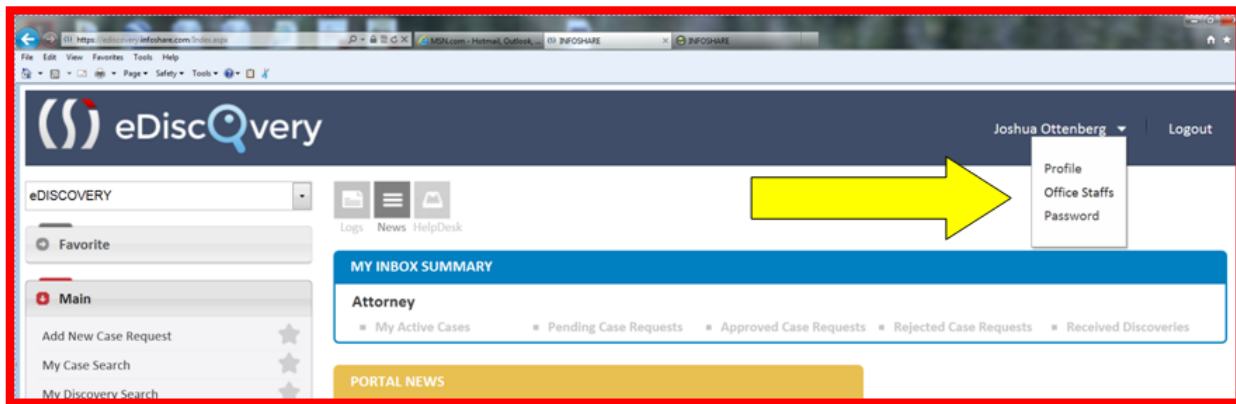 https://ediscovery.infoshare.com/Index.aspx
MSN.com - Hotmail, Outlook, ...
INFOSHARE
INFOSHARE
File Edit View Favorites Tools Help
Page Safety Tools
eDiscovery
Joshua Ottenberg
Logout
Profile
Office Staffs
Password
eDISCOVERY
Logs News HelpDesk
Favorite
MY INBOX SUMMARY
Main
Attorney
My Active Cases Pending Case Requests Approved Case Requests Rejected Case Requests Received Discoveries
Add New Case Request
My Case Search
PORTAL NEWS
My Discovery Search